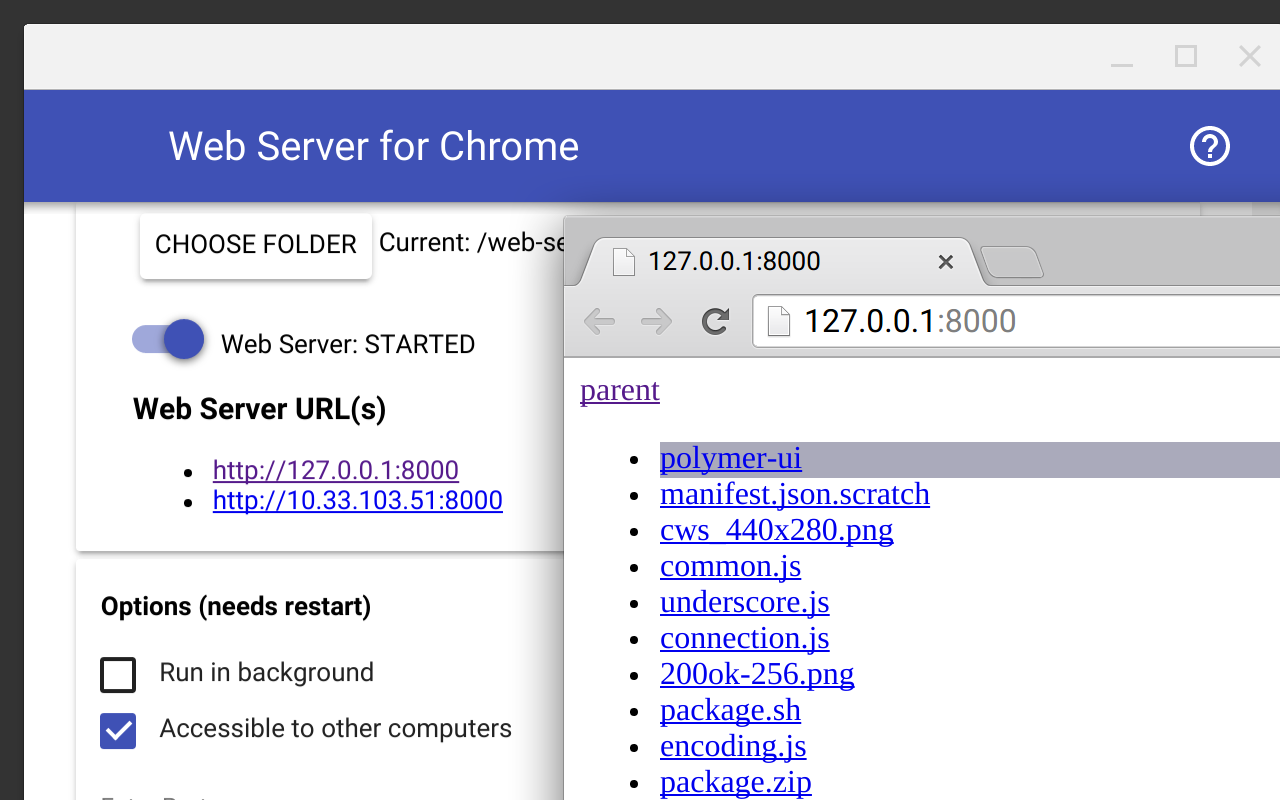 Web Server for Chrome
CHOOSE FOLDER Current: /web-se
Web Server: STARTED
Web Server URL(s)
http://127.0.0.1:8000
http://10.33.103.51:8000
Options (needs restart)
Run in background
Accessible to other computers
127.0.0.1:8000
127.0.0.1:8000
parent
polymer-ui
manifest.json.scratch
cws_440x280.png
common.js
underscore.js
connection.js
200ok-256.png
package.sh
encoding.js
package.zip